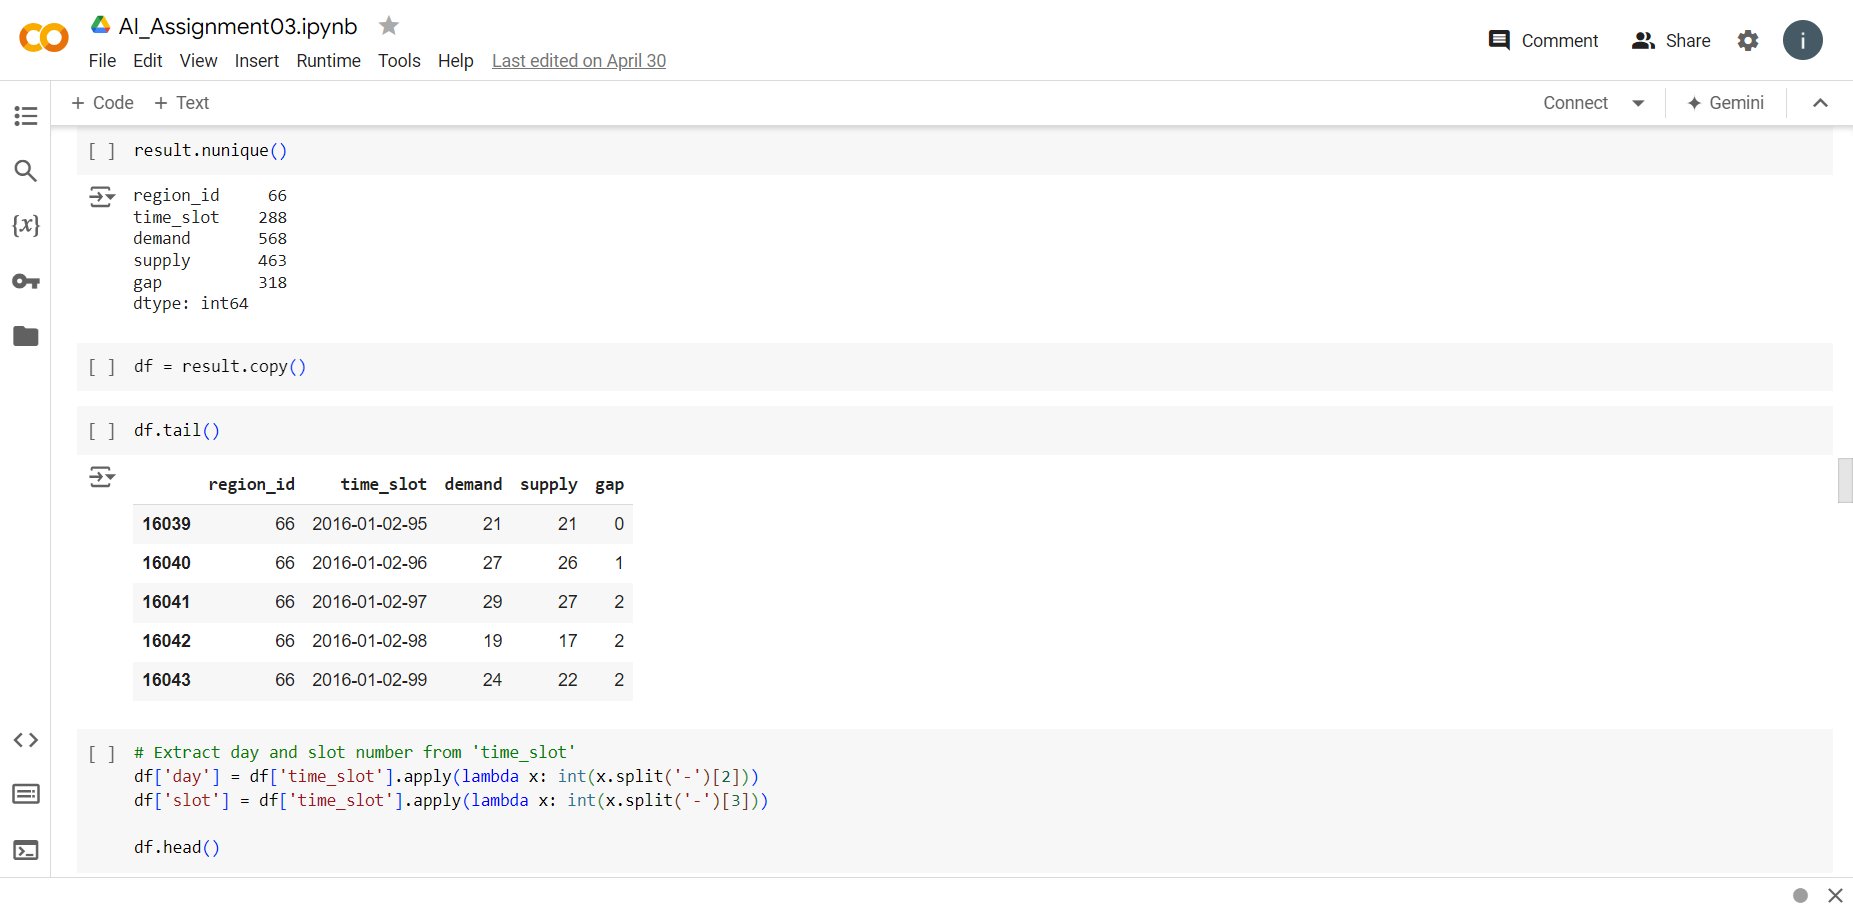 AI_Assignment03.ipynb
File Edit View Insert Runtime Tools Help Last edited on April 30
Comment Share i
+ Code + Text
Connect Gemini
[ ] result.nunique()
region_id 66
time_slot 288
demand 568
supply 463
gap 318
dtype: int64
[ ] df = result.copy()
[ ] df.tail()
region_id time_slot demand supply gap
16039 66 2016-01-02-95 21 21 0
16040 66 2016-01-02-96 27 26 1
16041 66 2016-01-02-97 29 27 2
16042 66 2016-01-02-98 19 17 2
16043 66 2016-01-02-99 24 22 2
[ ] # Extract day and slot number from 'time_slot'
df['day'] = df['time_slot'].apply(lambda x: int(x.split('-')[2]))
df['slot'] = df['time_slot'].apply(lambda x: int(x.split('-')[3]))
df.head()